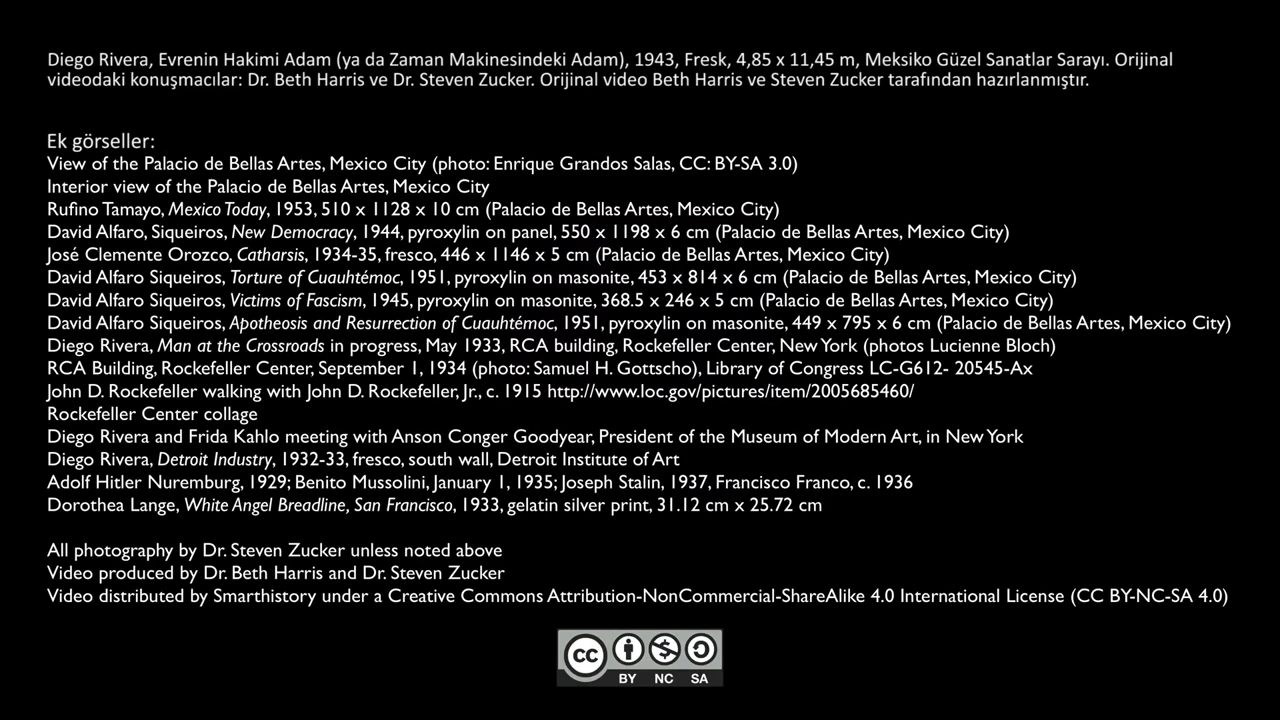 Diego Rivera, Evrenin Hakimi Adam (ya da Zaman Makinesindeki Adam), 1943, Fresk, 4,85 x 11,45 m, Meksiko Güzel Sanatlar Sarayı. Orijinal
videodaki konuşmacılar: Dr. Beth Harris ve Dr. Steven Zucker. Orijinal video Beth Harris ve Steven Zucker tarafından hazırlanmıştır.
Ek görseller:
View of the Palacio de Bellas Artes, Mexico City (photo: Enrique Grandos Salas, CC: BY-SA 3.0)
Interior view of the Palacio de Bellas Artes, Mexico City
Rufino Tamayo, Mexico Today, 1953, 510 x 1128 x 10 cm (Palacio de Bellas Artes, Mexico City)
David Alfaro, Siqueiros, New Democracy, 1944, pyroxylin on panel, 550 x 1198 x 6 cm (Palacio de Bellas Artes, Mexico City)
José Clemente Orozco, Catharsis, 1934-35, fresco, 446 x 1146 x 5 cm (Palacio de Bellas Artes, Mexico City)
David Alfaro Siqueiros, Torture of Cuauhtémoc, 1951, pyroxylin on masonite, 453 x 814 x 6 cm (Palacio de Bellas Artes, Mexico City)
David Alfaro Siqueiros, Victims of Fascism, 1945, pyroxylin on masonite, 368.5 x 246 x 5 cm (Palacio de Bellas Artes, Mexico City)
David Alfaro Siqueiros, Apotheosis and Resurrection of Cuauhtémoc, 1951, pyroxylin on masonite, 449 x 795 x 6 cm (Palacio de Bellas Artes, Mexico City)
Diego Rivera, Man at the Crossroads in progress, May 1933, RCA building, Rockefeller Center, New York (photos Lucienne Bloch)
RCA Building, Rockefeller Center, September 1, 1934 (photo: Samuel H. Gottscho), Library of Congress LC-G612- 20545-Ax
John D. Rockefeller walking with John D. Rockefeller, Jr., c. 1915 http://www.loc.gov/pictures/item/2005685460/
Rockefeller Center collage
Diego Rivera and Frida Kahlo meeting with Anson Conger Goodyear, President of the Museum of Modern Art, in New York
Diego Rivera, Detroit Industry, 1932-33, fresco, south wall, Detroit Institute of Art
Adolf Hitler Nuremburg, 1929; Benito Mussolini, January 1, 1935; Joseph Stalin, 1937, Francisco Franco, c. 1936
Dorothea Lange, White Angel Breadline, San Francisco, 1933, gelatin silver print, 31.12 cm x 25.72 cm
All photography by Dr. Steven Zucker unless noted above
Video produced by Dr. Beth Harris and Dr. Steven Zucker
Video distributed by Smarthistory under a Creative Commons Attribution-NonCommercial-ShareAlike 4.0 International License (CC BY-NC-SA 4.0)
cc
BY NC SA